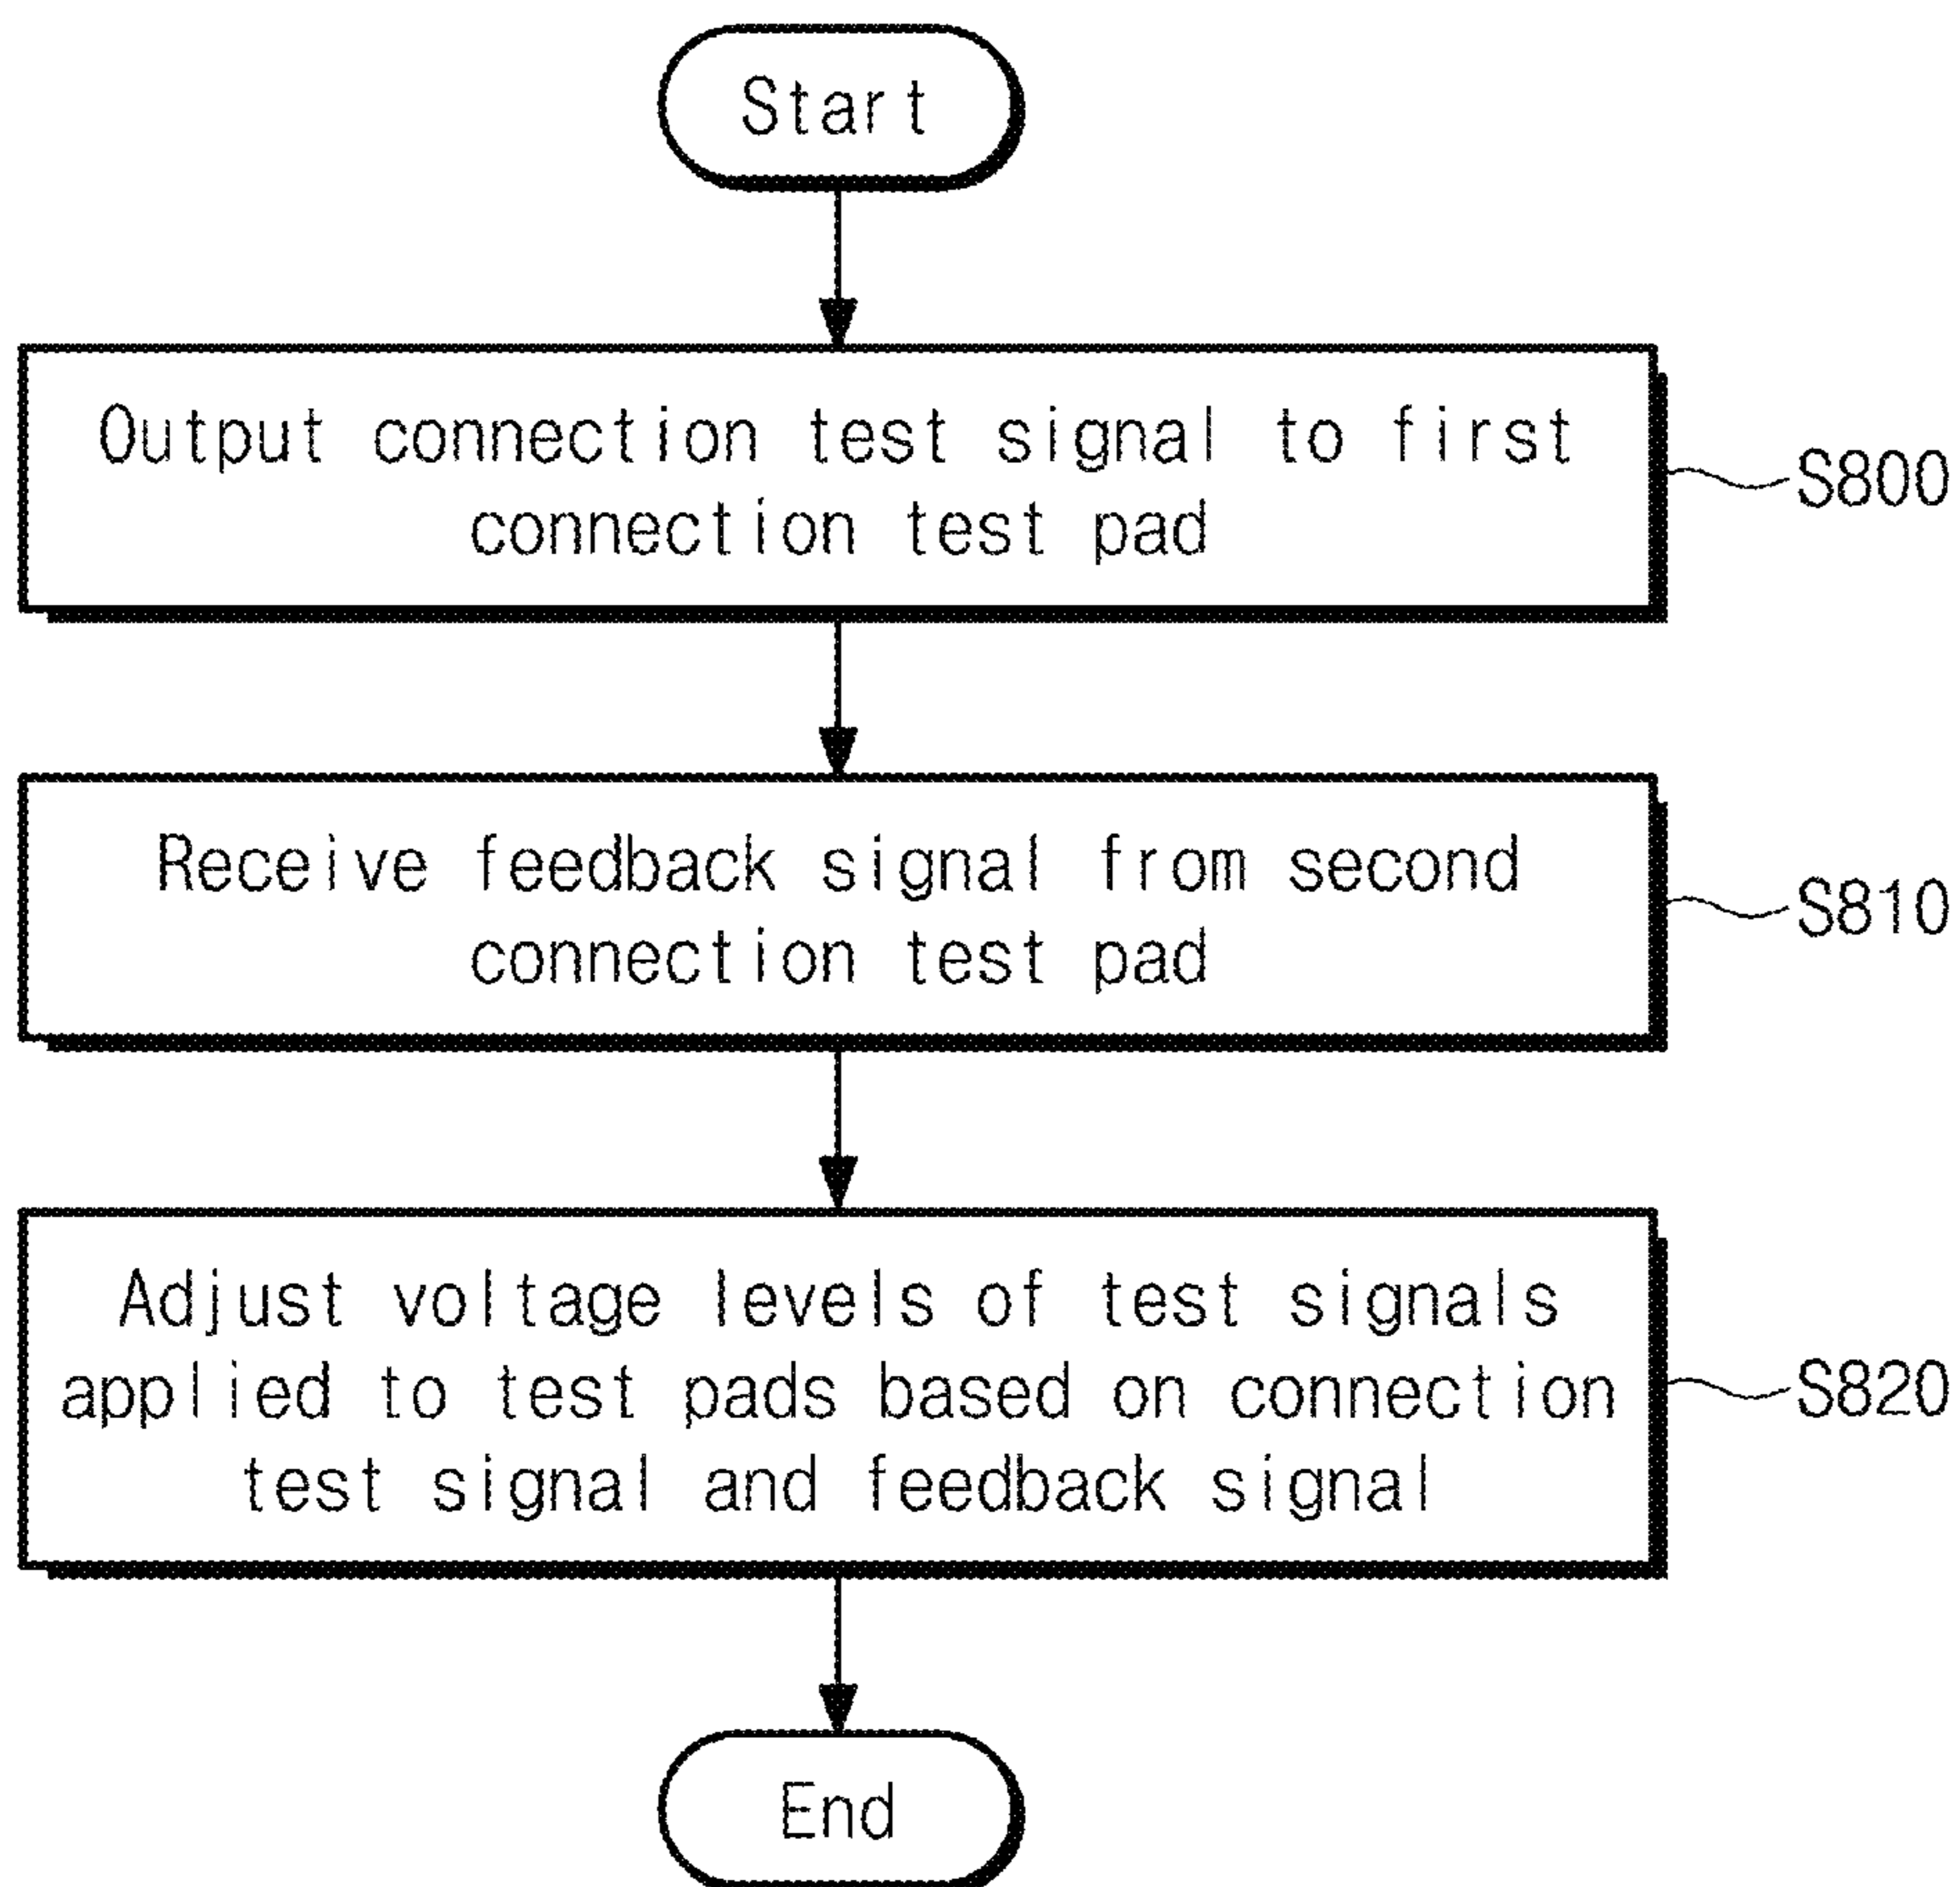 Start
Output connection test signal to first
connection test pad
S800
Receive feedback signal from second
connection test pad
S810
Adjust voltage levels of test signals
applied to test pads based on connection
test signal and feedback signal
S820
End